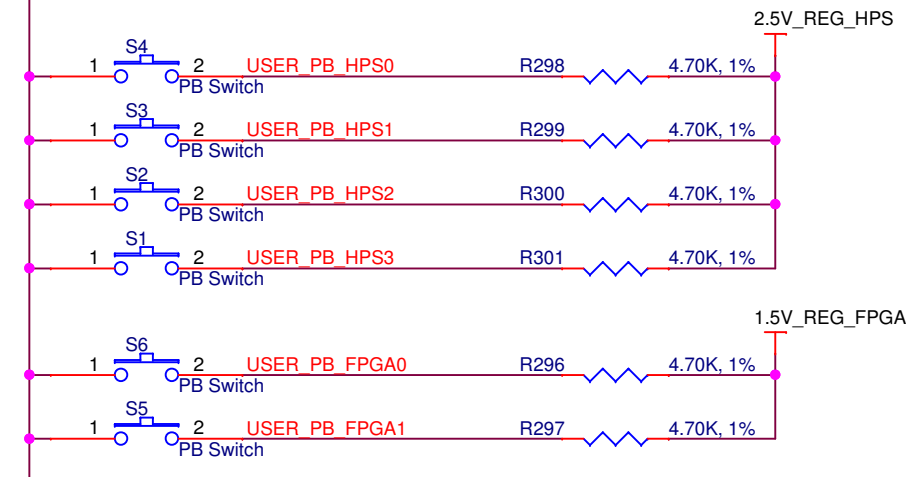 2.5V_REG_HPS
S4
1 2 USER_PB_HPS0 R298 4.70K, 1%
PB Switch
S3
1 2 USER_PB_HPS1 R299 4.70K, 1%
PB Switch
S2
1 2 USER_PB_HPS2 R300 4.70K, 1%
PB Switch
S1
1 2 USER_PB_HPS3 R301 4.70K, 1%
PB Switch
1.5V_REG_FPGA
S6
1 2 USER_PB_FPGA0 R296 4.70K, 1%
PB Switch
S5
1 2 USER_PB_FPGA1 R297 4.70K, 1%
PB Switch